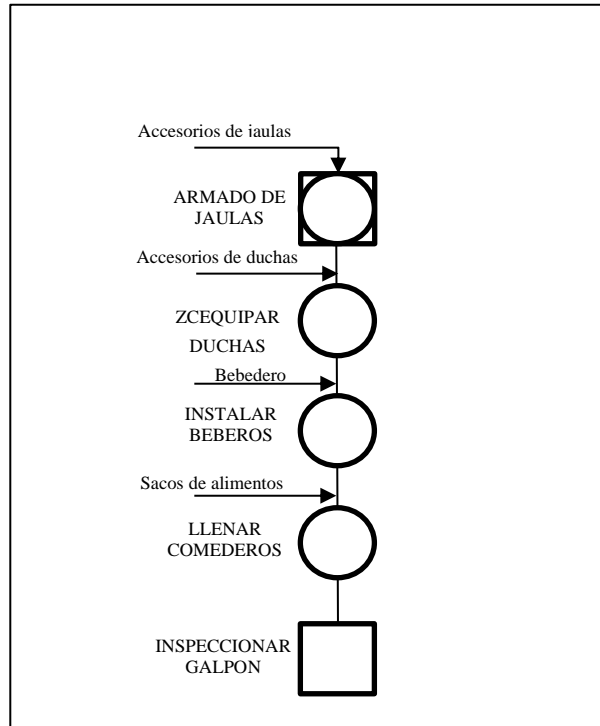 Accesorios de jaulas
ARMADO DE
JAULAS
Accesorios de duchas
ZCEQUIPAR
DUCHAS
Bebedero
INSTALAR
BEBEROS
Sacos de alimentos
LLENAR
COMEDEROS
INSPECCIONAR
GALPON